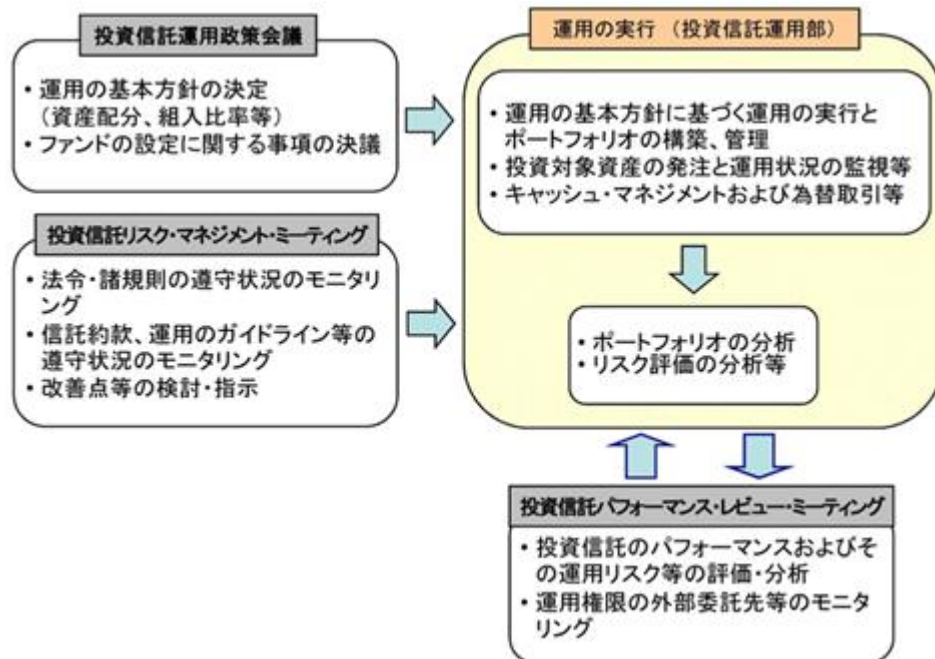 投資信託運用政策会議
・運用の基本方針の決定
(資産配分、組入比率等)
・ファンドの設定に関する事項の決議
投資信託リスク・マネジメント・ミーティング
・法令・諸規則の遵守状況のモニタリ
ング
・信託約款、運用のガイドライン等の
遵守状況のモニタリング
・改善点等の検討・指示
運用の実行 (投資信託運用部)
・運用の基本方針に基づく運用の実行と
ポートフォリオの構築、管理
・投資対象資産の発注と運用状況の監視等
・キャッシュ・マネジメントおよび為替取引等
・ポートフォリオの分析
・リスク評価の分析等
投資信託パフォーマンス・レビュー・ミーティング
・投資信託のパフォーマンスおよびそ
の運用リスク等の評価・分析
・運用権限の外部委託先等のモニタ
リング